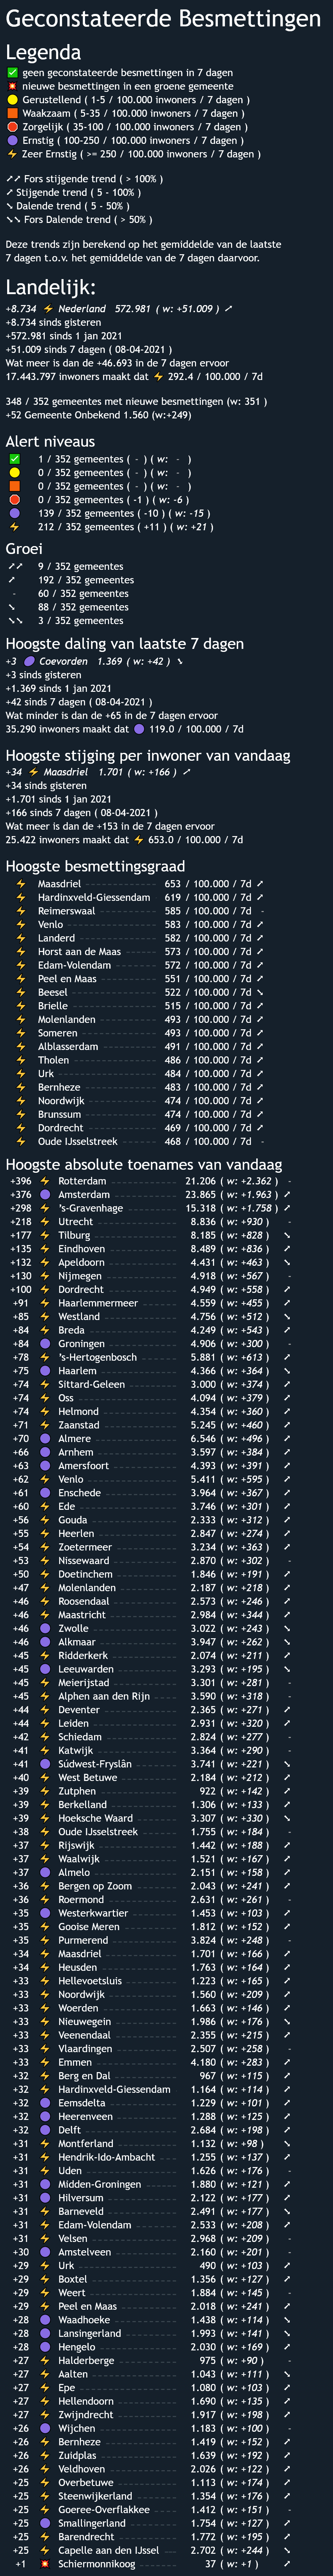 Geconstateerde Besmettingen
Legenda
✅ geen geconstateerde besmettingen in 7 dagen
💥 nieuwe besmettingen in een groene gemeente
🟡 Gerustellend ( 1-5 / 100.000 inwoners / 7 dagen )
🟧 Waakzaam ( 5-35 / 100.000 inwoners / 7 dagen )
🔴 Zorgelijk ( 35-100 / 100.000 inwoners / 7 dagen )
🟣 Ernstig ( 100-250 / 100.000 inwoners / 7 dagen )
⚡ Zeer Ernstig ( >= 250 / 100.000 inwoners / 7 dagen )
⤤⤤ Fors stijgende trend ( > 100% )
⤤ Stijgende trend ( 5 - 100% )
⤥ Dalende trend ( 5 - 50% )
⤥⤥ Fors Dalende trend ( > 50% )
Deze trends zijn berekend op het gemiddelde van de laatste
7 dagen t.o.v. het gemiddelde van de 7 dagen daarvoor.
Landelijk:
+8.734 ⚡ Nederland 572.981 ( w: +51.009 ) ⤤
+8.734 sinds gisteren
+572.981 sinds 1 jan 2021
+51.009 sinds 7 dagen ( 08-04-2021 )
Wat meer is dan de +46.693 in de 7 dagen ervoor
17.443.797 inwoners maakt dat ⚡ 292.4 / 100.000 / 7d
348 / 352 gemeentes met nieuwe besmettingen (w: 351 )
+52 Gemeente Onbekend 1.560 (w:+249)
Alert niveaus
✅ 1 / 352 gemeentes ( - ) ( w: - )
🟡 0 / 352 gemeentes ( - ) ( w: - )
🟧 0 / 352 gemeentes ( - ) ( w: - )
🔴 0 / 352 gemeentes ( -1 ) ( w: -6 )
🟣 139 / 352 gemeentes ( -10 ) ( w: -15 )
⚡ 212 / 352 gemeentes ( +11 ) ( w: +21 )
Groei
⤤⤤ 9 / 352 gemeentes
⤤ 192 / 352 gemeentes
- 60 / 352 gemeentes
⤥ 88 / 352 gemeentes
⤥⤥ 3 / 352 gemeentes
Hoogste daling van laatste 7 dagen
+3 🟣 Coevorden 1.369 ( w: +42 ) ⤥
+3 sinds gisteren
+1.369 sinds 1 jan 2021
+42 sinds 7 dagen ( 08-04-2021 )
Wat minder is dan de +65 in de 7 dagen ervoor
35.290 inwoners maakt dat 🟣 119.0 / 100.000 / 7d
Hoogste stijging per inwoner van vandaag
+34 ⚡ Maasdriel 1.701 ( w: +166 ) ⤤
+34 sinds gisteren
+1.701 sinds 1 jan 2021
+166 sinds 7 dagen ( 08-04-2021 )
Wat meer is dan de +153 in de 7 dagen ervoor
25.422 inwoners maakt dat ⚡ 653.0 / 100.000 / 7d
Hoogste besmettingsgraad
⚡ Maasdriel 653 / 100.000 / 7d ⤤
⚡ Hardinxveld-Giessendam 619 / 100.000 / 7d ⤤
⚡ Reimerswaal 585 / 100.000 / 7d -
⚡ Venlo 583 / 100.000 / 7d ⤤
⚡ Landerd 582 / 100.000 / 7d ⤤
⚡ Horst aan de Maas 573 / 100.000 / 7d ⤤
⚡ Edam-Volendam 572 / 100.000 / 7d ⤤
⚡ Peel en Maas 551 / 100.000 / 7d ⤤
⚡ Beesel 522 / 100.000 / 7d ⤥
⚡ Brielle 515 / 100.000 / 7d ⤤
⚡ Molenlanden 493 / 100.000 / 7d ⤤
⚡ Someren 493 / 100.000 / 7d ⤤
⚡ Alblasserdam 491 / 100.000 / 7d ⤤
⚡ Tholen 486 / 100.000 / 7d ⤤
⚡ Urk 484 / 100.000 / 7d ⤤
⚡ Bernheze 483 / 100.000 / 7d ⤤
⚡ Noordwijk 474 / 100.000 / 7d ⤤
⚡ Brunssum 474 / 100.000 / 7d ⤤
⚡ Dordrecht 469 / 100.000 / 7d ⤤
⚡ Oude IJsselstreek 468 / 100.000 / 7d -
Hoogste absolute toenames van vandaag
+396 ⚡ Rotterdam 21.206 ( w: +2.362 ) -
+376 🟣 Amsterdam 23.865 ( w: +1.963 ) ⤤
+298 ⚡ 's-Gravenhage 15.318 ( w: +1.758 ) ⤤
+218 ⚡ Utrecht 8.836 ( w: +930 ) -
+177 ⚡ Tilburg 8.185 ( w: +828 ) ⤥
+135 ⚡ Eindhoven 8.489 ( w: +836 ) ⤤
+132 ⚡ Apeldoorn 4.431 ( w: +463 ) ⤥
+130 ⚡ Nijmegen 4.918 ( w: +567 ) -
+100 ⚡ Dordrecht 4.949 ( w: +558 ) ⤤
+91 ⚡ Haarlemmermeer 4.559 ( w: +455 ) ⤤
+85 ⚡ Westland 4.756 ( w: +512 ) ⤥
+84 ⚡ Breda 4.249 ( w: +543 ) ⤤
+84 🟣 Groningen 4.906 ( w: +300 ) -
+78 ⚡ 's-Hertogenbosch 5.881 ( w: +613 ) ⤤
+75 🟣 Haarlem 4.366 ( w: +364 ) ⤥
+74 ⚡ Sittard-Geleen 3.000 ( w: +374 ) ⤤
+74 ⚡ Oss 4.094 ( w: +379 ) ⤤
+74 ⚡ Helmond 4.354 ( w: +360 ) ⤤
+71 ⚡ Zaanstad 5.245 ( w: +460 ) ⤤
+70 🟣 Almere 6.546 ( w: +496 ) ⤤
+66 🟣 Arnhem 3.597 ( w: +384 ) ⤤
+63 🟣 Amersfoort 4.393 ( w: +391 ) ⤤
+62 ⚡ Venlo 5.411 ( w: +595 ) ⤤
+61 🟣 Enschede 3.964 ( w: +367 ) ⤤
+60 ⚡ Ede 3.746 ( w: +301 ) ⤤
+56 ⚡ Gouda 2.333 ( w: +312 ) ⤤
+55 ⚡ Heerlen 2.847 ( w: +274 ) ⤤
+54 ⚡ Zoetermeer 3.234 ( w: +363 ) ⤤
+53 ⚡ Nissewaard 2.870 ( w: +302 ) -
+50 ⚡ Doetinchem 1.846 ( w: +191 ) ⤤
+47 ⚡ Molenlanden 2.187 ( w: +218 ) ⤤
+46 ⚡ Roosendaal 2.573 ( w: +246 ) ⤤
+46 ⚡ Maastricht 2.984 ( w: +344 ) ⤤
+46 🟣 Zwolle 3.022 ( w: +243 ) ⤥
+46 🟣 Alkmaar 3.947 ( w: +262 ) ⤥
+45 ⚡ Ridderkerk 2.074 ( w: +211 ) ⤤
+45 🟣 Leeuwarden 3.293 ( w: +195 ) ⤥
+45 ⚡ Meierijstad 3.301 ( w: +281 ) -
+45 ⚡ Alphen aan den Rijn 3.590 ( w: +318 ) -
+44 ⚡ Deventer 2.365 ( w: +271 ) ⤤
+44 ⚡ Leiden 2.931 ( w: +320 ) ⤤
+42 ⚡ Schiedam 2.824 ( w: +277 ) -
+41 ⚡ Katwijk 3.364 ( w: +290 ) -
+41 🟣 Súdwest-Fryslân 3.741 ( w: +221 ) ⤥
+40 ⚡ West Betuwe 2.184 ( w: +212 ) ⤤
+39 ⚡ Zutphen 922 ( w: +142 ) ⤤
+39 ⚡ Berkelland 1.306 ( w: +133 ) ⤤
+39 ⚡ Hoeksche Waard 3.307 ( w: +330 ) ⤥
+38 ⚡ Oude IJsselstreek 1.755 ( w: +184 ) -
+37 ⚡ Rijswijk 1.442 ( w: +188 ) ⤤
+37 ⚡ Waalwijk 1.521 ( w: +167 ) ⤤
+37 🟣 Almelo 2.151 ( w: +158 ) ⤤
+36 ⚡ Bergen op Zoom 2.043 ( w: +241 ) ⤤
+36 ⚡ Roermond 2.631 ( w: +261 ) -
+35 🟣 Westerkwartier 1.453 ( w: +103 ) ⤤
+35 ⚡ Gooise Meren 1.812 ( w: +152 ) ⤤
+35 ⚡ Purmerend 3.824 ( w: +248 ) -
+34 ⚡ Maasdriel 1.701 ( w: +166 ) ⤤
+34 ⚡ Heusden 1.763 ( w: +164 ) ⤤
+33 ⚡ Hellevoetsluis 1.223 ( w: +165 ) ⤤
+33 ⚡ Noordwijk 1.560 ( w: +209 ) ⤤
+33 ⚡ Woerden 1.663 ( w: +146 ) ⤤
+33 ⚡ Nieuwegein 1.986 ( w: +176 ) ⤥
+33 ⚡ Veenendaal 2.355 ( w: +215 ) ⤤
+33 ⚡ Vlaardingen 2.507 ( w: +258 ) -
+33 ⚡ Emmen 4.180 ( w: +283 ) ⤤
+32 ⚡ Berg en Dal 967 ( w: +115 ) ⤤
+32 ⚡ Hardinxveld-Giessendam 1.164 ( w: +114 ) ⤤
+32 🟣 Eemsdelta 1.229 ( w: +101 ) ⤤
+32 🟣 Heerenveen 1.288 ( w: +125 ) ⤤
+32 🟣 Delft 2.684 ( w: +198 ) ⤤
+31 ⚡ Montferland 1.132 ( w: +98 ) ⤥
+31 ⚡ Hendrik-Ido-Ambacht 1.255 ( w: +137 ) ⤤
+31 ⚡ Uden 1.626 ( w: +176 ) -
+31 🟣 Midden-Groningen 1.880 ( w: +121 ) ⤤
+31 🟣 Hilversum 2.122 ( w: +177 ) ⤤
+31 ⚡ Barneveld 2.491 ( w: +177 ) ⤥
+31 ⚡ Edam-Volendam 2.533 ( w: +208 ) ⤤
+31 ⚡ Velsen 2.968 ( w: +209 ) -
+30 🟣 Amstelveen 2.160 ( w: +201 ) -
+29 ⚡ Urk 490 ( w: +103 ) ⤤
+29 ⚡ Boxtel 1.356 ( w: +127 ) ⤤
+29 ⚡ Weert 1.884 ( w: +145 ) -
+29 ⚡ Peel en Maas 2.018 ( w: +241 ) ⤤
+28 🟣 Waadhoeke 1.438 ( w: +114 ) ⤥
+28 🟣 Lansingerland 1.993 ( w: +141 ) ⤥
+28 🟣 Hengelo 2.030 ( w: +169 ) ⤤
+27 ⚡ Halderberge 975 ( w: +90 ) -
+27 ⚡ Aalten 1.043 ( w: +111 ) ⤥
+27 ⚡ Epe 1.080 ( w: +103 ) ⤤
+27 ⚡ Hellendoorn 1.690 ( w: +135 ) ⤤
+27 ⚡ Zwijndrecht 1.917 ( w: +198 ) ⤤
+26 🟣 Wijchen 1.183 ( w: +100 ) -
+26 ⚡ Bernheze 1.419 ( w: +152 ) ⤤
+26 ⚡ Zuidplas 1.639 ( w: +192 ) ⤤
+26 ⚡ Veldhoven 2.026 ( w: +122 ) ⤤
+25 ⚡ Overbetuwe 1.113 ( w: +174 ) ⤤
+25 ⚡ Steenwijkerland 1.354 ( w: +176 ) ⤤
+25 ⚡ Goeree-Overflakkee 1.412 ( w: +151 ) -
+25 🟣 Smallingerland 1.754 ( w: +127 ) ⤤
+25 ⚡ Barendrecht 1.772 ( w: +195 ) ⤤
+25 ⚡ Capelle aan den IJssel 2.702 ( w: +244 ) ⤥
+1 💥 Schiermonnikoog 37 ( w: +1 ) ⤤